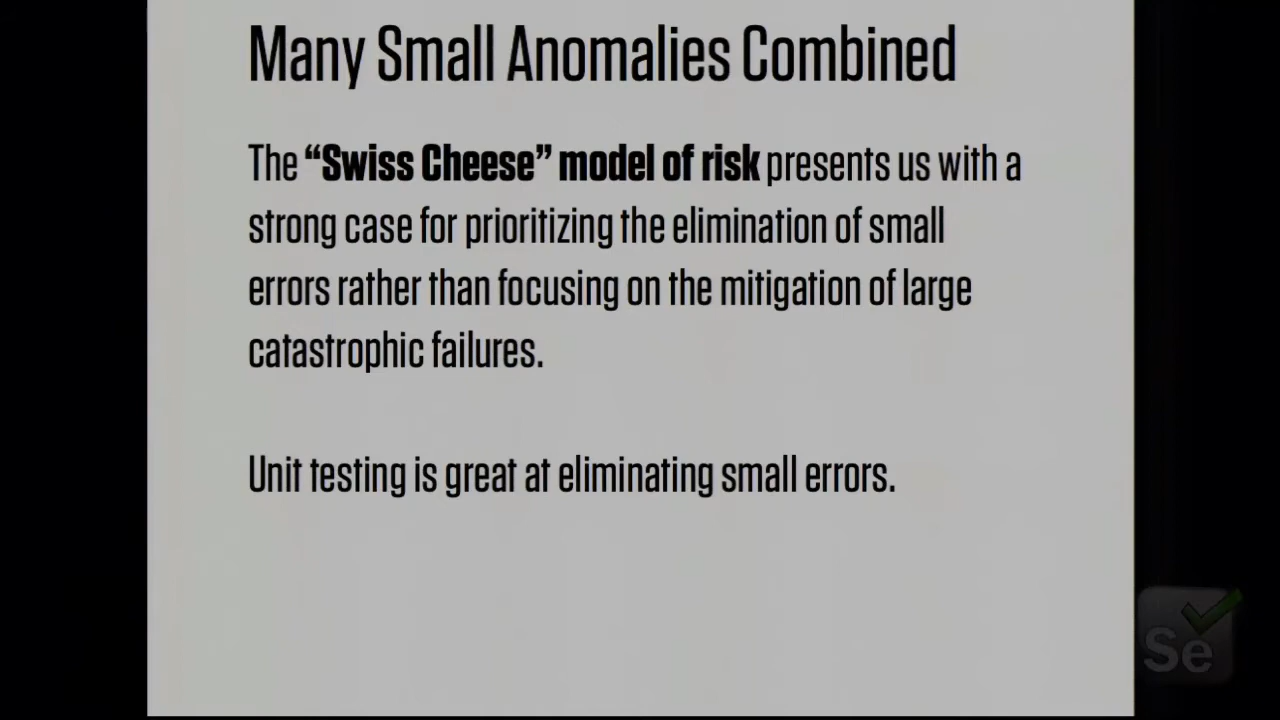 Many Small Anomalies Combined
The “Swiss Cheese” model of risk presents us with a
strong case for prioritizing the elimination of small
errors rather than focusing on the mitigation of large
catastrophic failures.
Unit testing is great at eliminating small errors.
Se